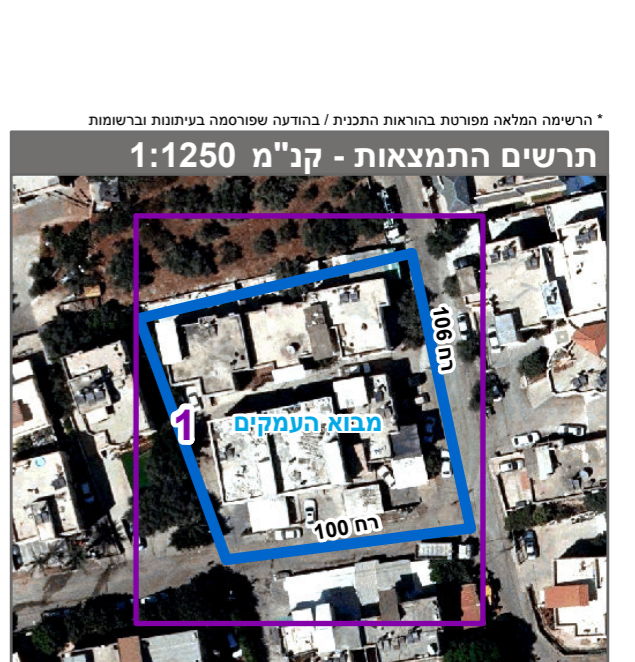 * הרשימה המלאה מפורטת בהוראות התכנית / בהודעה שפורסמה בעיתונות וברשומות
תרשים התמצאות - קנ"מ 1:1250
רח 106
1
מבוא העמקים
רח 100